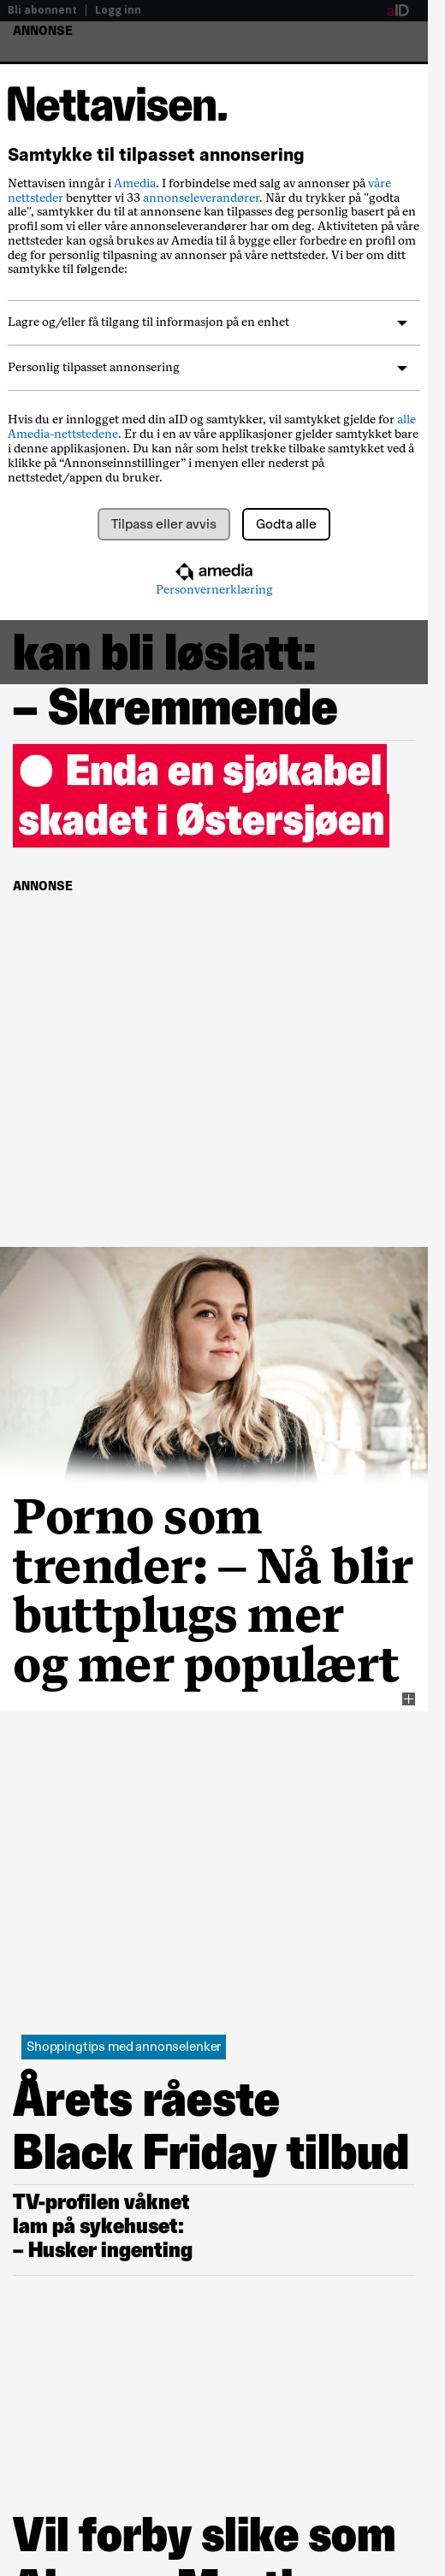 Bli abonnent | Logg inn
aID
ANNONSE
Nettavisen.
Samtykke til tilpasset annonsering
Nettavisen inngår i Amedia. I forbindelse med salg av annonser på våre
nettsteder benytter vi 33 annonseleverandører. Når du trykker på "godta
alle", samtykker du til at annonsene kan tilpasses deg personlig basert på en
profil som vi eller våre annonseleverandører har om deg. Aktiviteten på våre
nettsteder kan også brukes av Amedia til å bygge eller forbedre en profil om
deg for personlig tilpasning av annonser på våre nettsteder. Vi ber om ditt
samtykke til følgende:
Lagre og/eller få tilgang til informasjon på en enhet
Personlig tilpasset annonsering
Hvis du er innlogget med din aID og samtykker, vil samtykket gjelde for alle
Amedia-nettstedene. Er du i en av våre applikasjoner gjelder samtykket bare
i denne applikasjonen. Du kan når som helst trekke tilbake samtykket ved å
klikke på “Annonseinnstillinger” i menyen eller nederst på
nettstedet/appen du bruker.
Tilpass eller avvis
Godta alle
amedia
Personvernerklæring
kan bli løslatt:
– Skremmende
Enda en sjøkabel
skadet i Østersjøen
ANNONSE
Porno som
trender: – Nå blir
buttplugs mer
og mer populært
Shoppingtips med annonselenker
Årets råeste
Black Friday tilbud
TV-profilen våknet
lam på sykehuset:
– Husker ingenting
Vil forby slike som